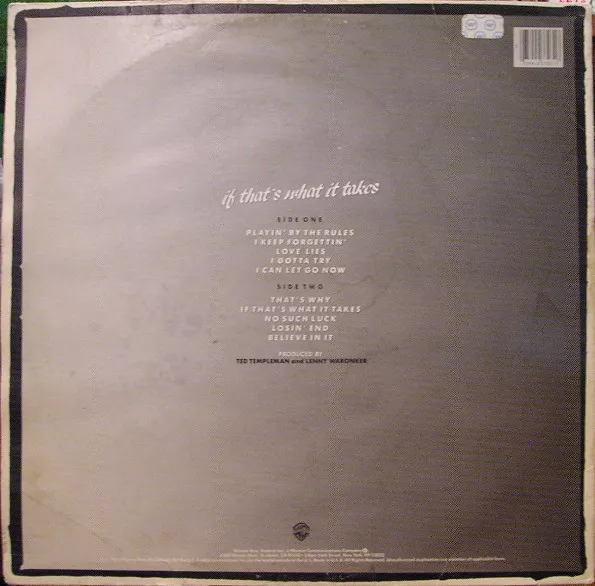 if that's what it takes
SIDE ONE
PLAYIN' BY THE RULES
I KEEP FORGETTIN'
LOVE LIES
I GOTTA TRY
I CAN LET GO NOW
SIDE TWO
THAT'S WHY
IF THAT'S WHAT IT TAKES
NO SUCH LUCK
LOSIN' END
BELIEVE IN IT
PRODUCED BY
TED TEMPLEMAN and LENNY WARONKER